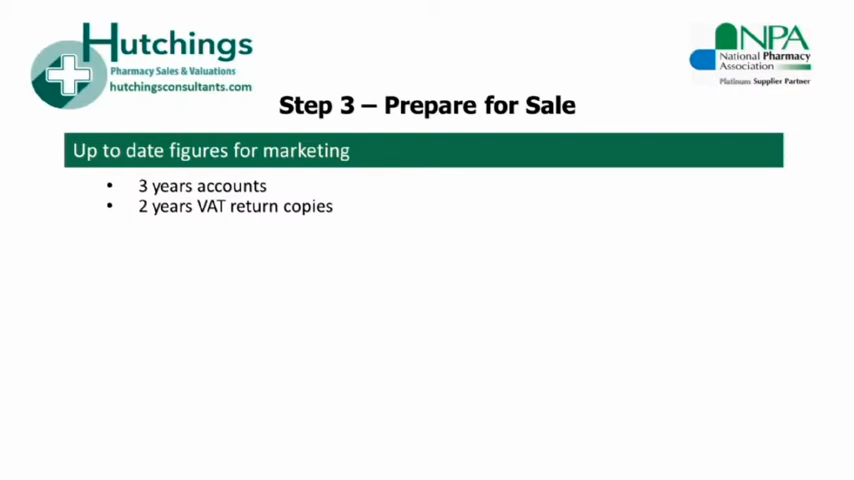 Hutchings
Pharmacy Sales & Valuations
hutchingsconsultants.com
NPA
National Pharmacy
Association
Platinum Supplier Partner
Step 3 – Prepare for Sale
Up to date figures for marketing
• 3 years accounts
• 2 years VAT return copies